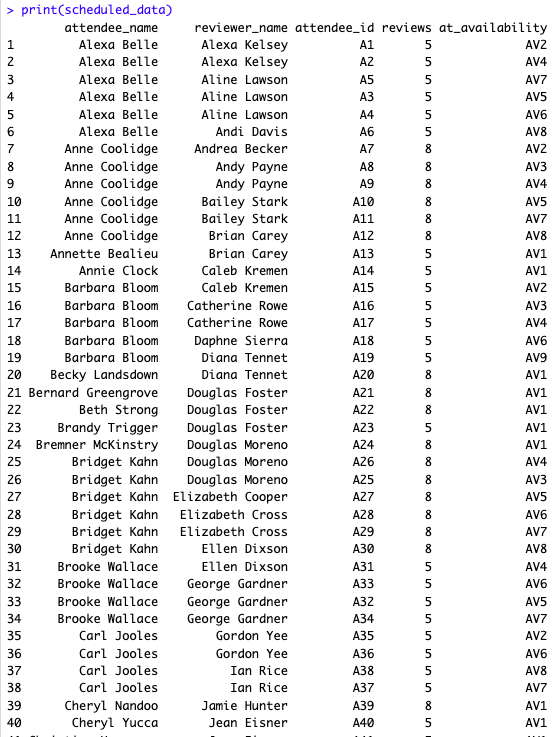 > print(scheduled_data)
attendee_name reviewer_name attendee_id reviews at_availability
1 Alexa Belle Alexa Kelsey A1 5 AV2
2 Alexa Belle Alexa Kelsey A2 5 AV4
3 Alexa Belle Aline Lawson A5 5 AV7
4 Alexa Belle Aline Lawson A3 5 AV5
5 Alexa Belle Aline Lawson A4 5 AV6
6 Alexa Belle Andi Davis A6 5 AV8
7 Anne Coolidge Andrea Becker A7 8 AV2
8 Anne Coolidge Andy Payne A8 8 AV3
9 Anne Coolidge Andy Payne A9 8 AV4
10 Anne Coolidge Bailey Stark A10 8 AV5
11 Anne Coolidge Bailey Stark A11 8 AV7
12 Anne Coolidge Brian Carey A12 8 AV8
13 Annette Bealieu Brian Carey A13 5 AV1
14 Annie Clock Caleb Kremen A14 5 AV1
15 Barbara Bloom Caleb Kremen A15 5 AV2
16 Barbara Bloom Catherine Rowe A16 5 AV3
17 Barbara Bloom Catherine Rowe A17 5 AV4
18 Barbara Bloom Daphne Sierra A18 5 AV6
19 Barbara Bloom Diana Tennet A19 5 AV9
20 Becky Landsdown Diana Tennet A20 8 AV1
21 Bernard Greengrove Douglas Foster A21 8 AV1
22 Beth Strong Douglas Foster A22 8 AV1
23 Brandy Trigger Douglas Foster A23 5 AV1
24 Bremner McKinstry Douglas Moreno A24 8 AV1
25 Bridget Kahn Douglas Moreno A26 8 AV4
26 Bridget Kahn Douglas Moreno A25 8 AV3
27 Bridget Kahn Elizabeth Cooper A27 8 AV5
28 Bridget Kahn Elizabeth Cross A28 8 AV6
29 Bridget Kahn Elizabeth Cross A29 8 AV7
30 Bridget Kahn Ellen Dixson A30 8 AV8
31 Brooke Wallace Ellen Dixson A31 5 AV4
32 Brooke Wallace George Gardner A33 5 AV6
33 Brooke Wallace George Gardner A32 5 AV5
34 Brooke Wallace George Gardner A34 5 AV7
35 Carl Jooles Gordon Yee A35 5 AV2
36 Carl Jooles Gordon Yee A36 5 AV6
37 Carl Jooles Ian Rice A38 5 AV8
38 Carl Jooles Ian Rice A37 5 AV7
39 Cheryl Nandoo Jamie Hunter A39 8 AV1
40 Cheryl Yucca Jean Eisner A40 5 AV1